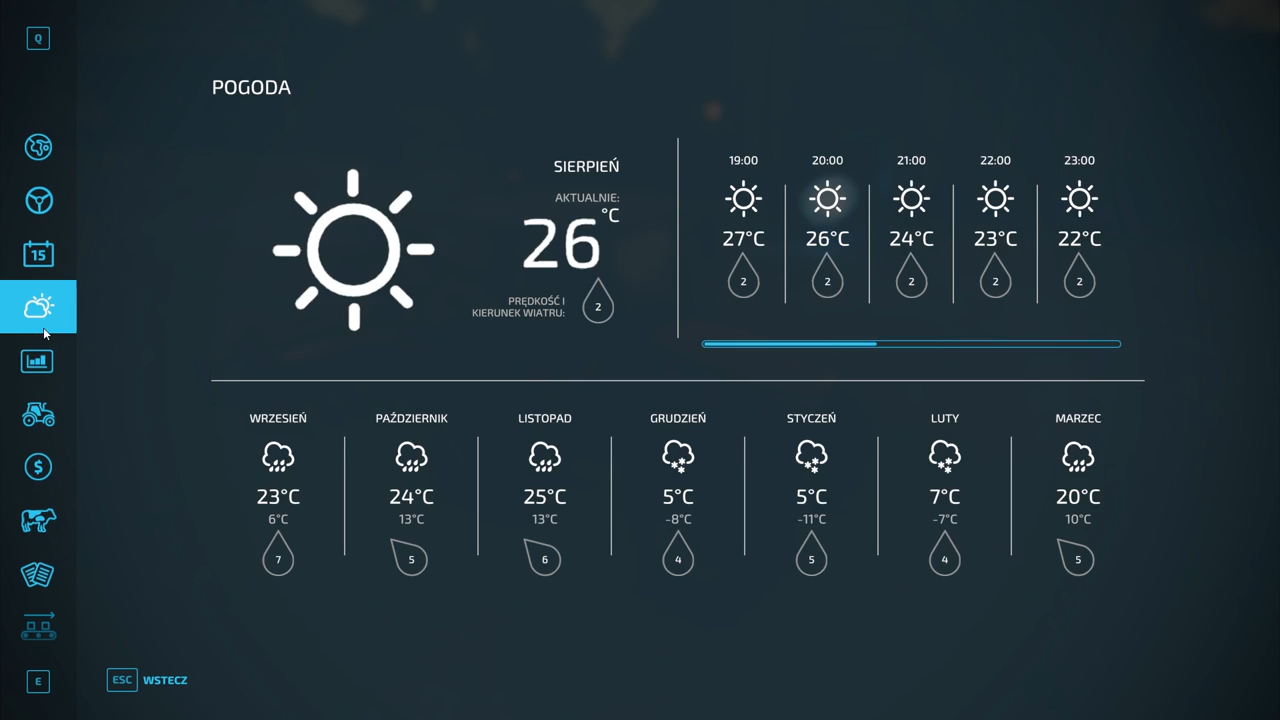 Q
POGODA
15
SIERPIEŃ
AKTUALNIE:
26 °C
PRĘDKOŚĆ I
KIERUNEK WIATRU:
2
19:00 20:00 21:00 22:00 23:00
27°C 26°C 24°C 23°C 22°C
2 2 2 2 2
$
WRZESIEŃ PAŹDZIERNIK LISTOPAD GRUDZIEŃ STYCZEŃ LUTY MARZEC
23°C 24°C 25°C 5°C 5°C 7°C 20°C
6°C 13°C 13°C -8°C -11°C -7°C 10°C
7 5 6 4 5 4 5
E
ESC WSTECZ